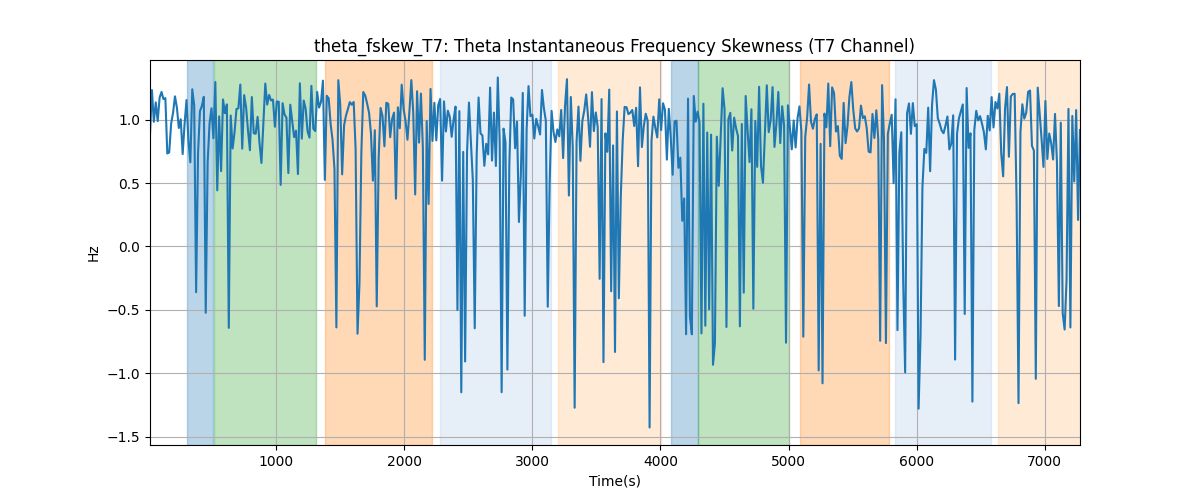 theta_fskew_T7: Theta Instantaneous Frequency Skewness (T7 Channel)
1.0
0.5
0.0
−0.5
−1.0
−1.5
Hz
1000 2000 3000 4000 5000 6000 7000
Time(s)